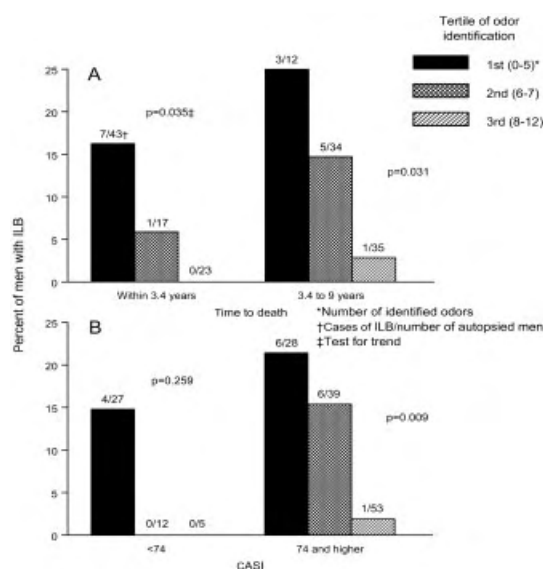 Tertile of odor
identification
1st (0-5)*
2nd (6-7)
3rd (8-12)
Percent of men with ILB
A
25
20
15
10
5
0
7/43†
1/17
0/23
p=0.035‡
3/12
5/34
1/35
p=0.031
Within 3.4 years
3.4 to 9 years
Time to death
*Number of identified odors
†Cases of ILB/number of autopsied men
‡Test for trend
B
25
20
15
10
5
0
4/27
0/12
0/5
p=0.259
6/28
6/39
1/53
p=0.009
<74
74 and higher
CASI